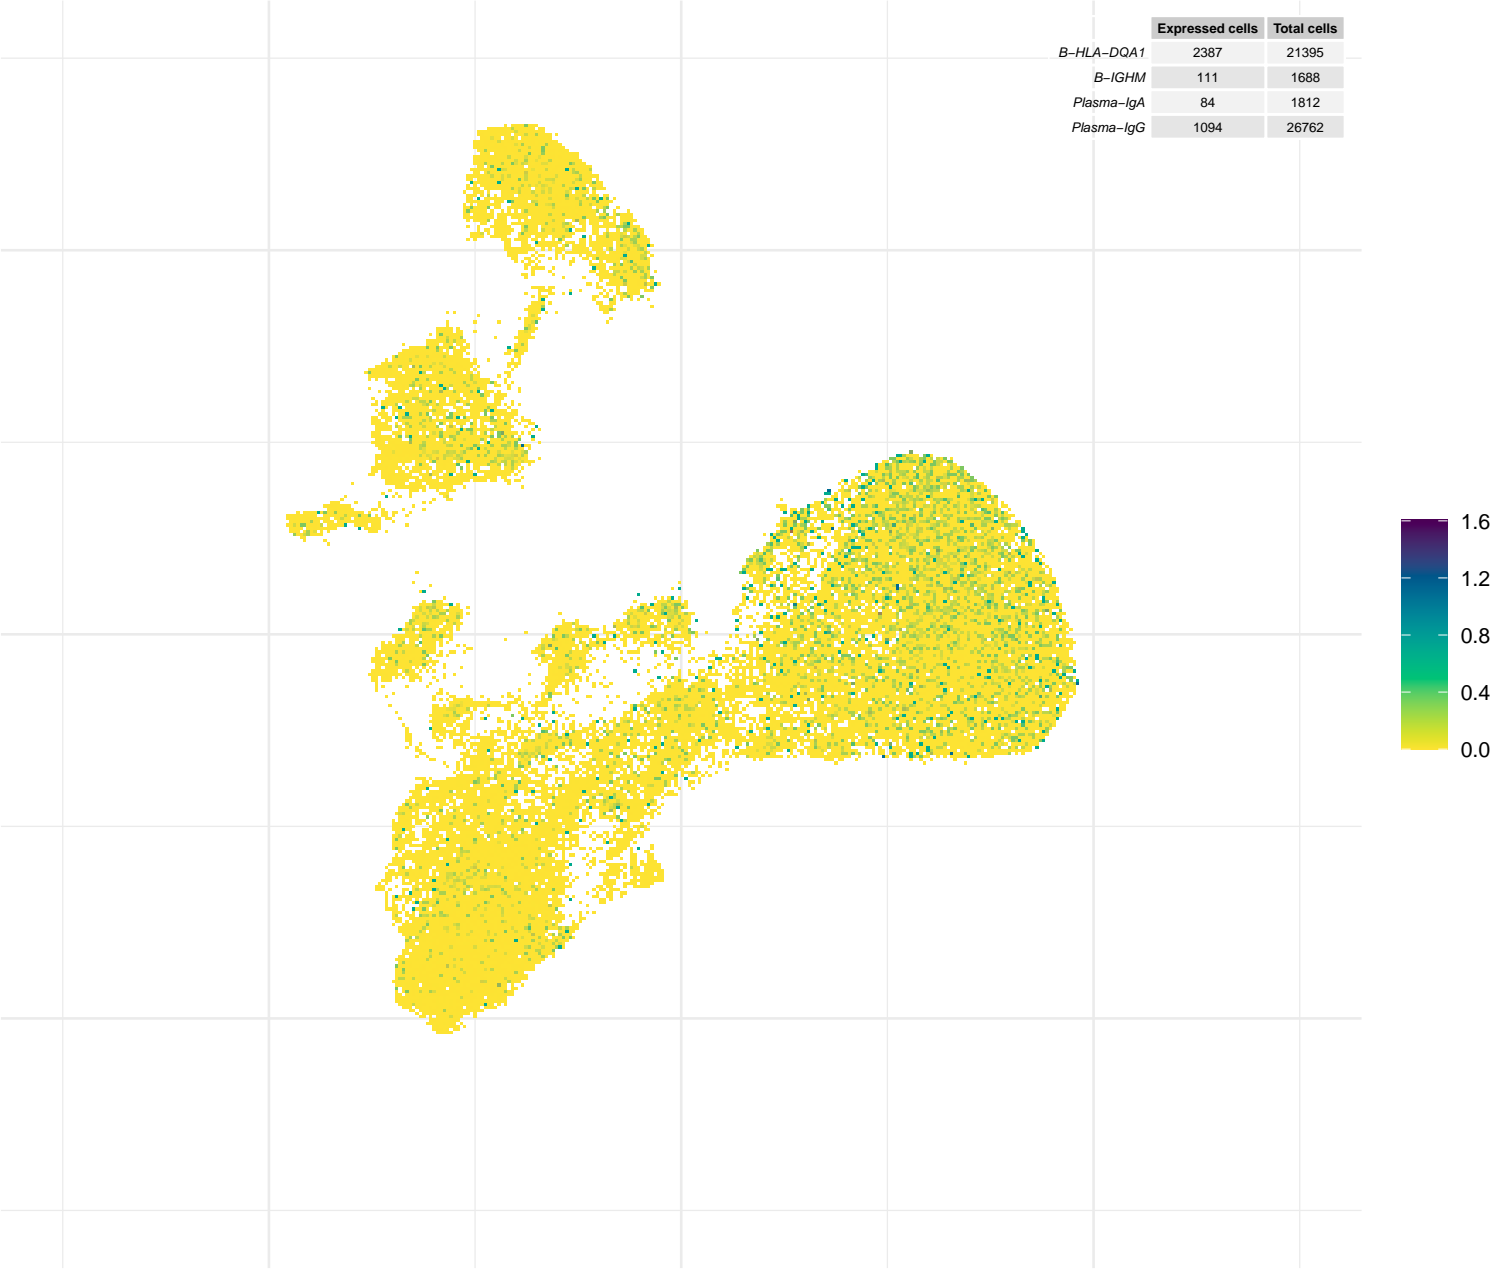 Expressed cells Total cells
B−HLA−DQA1 2387 21395
B−IGHM 111 1688
Plasma−IgA 84 1812
Plasma−IgG 1094 26762
1.6
1.2
0.8
0.4
0.0